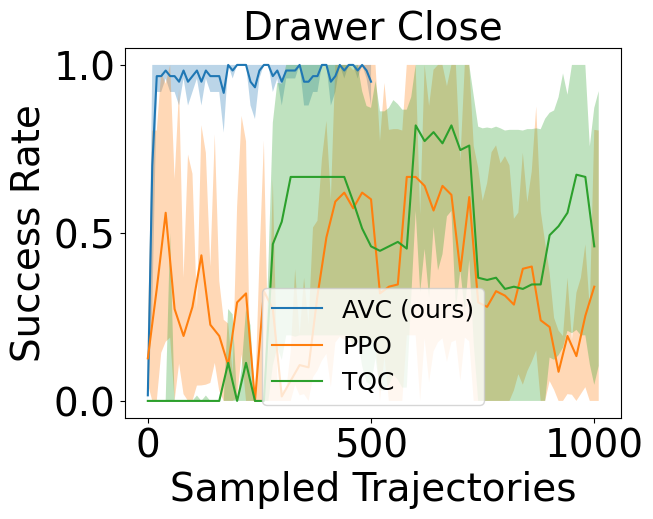 Drawer Close
Success Rate
1.0
0.5
0.0
AVC (ours)
PPO
TQC
0 500 1000
Sampled Trajectories